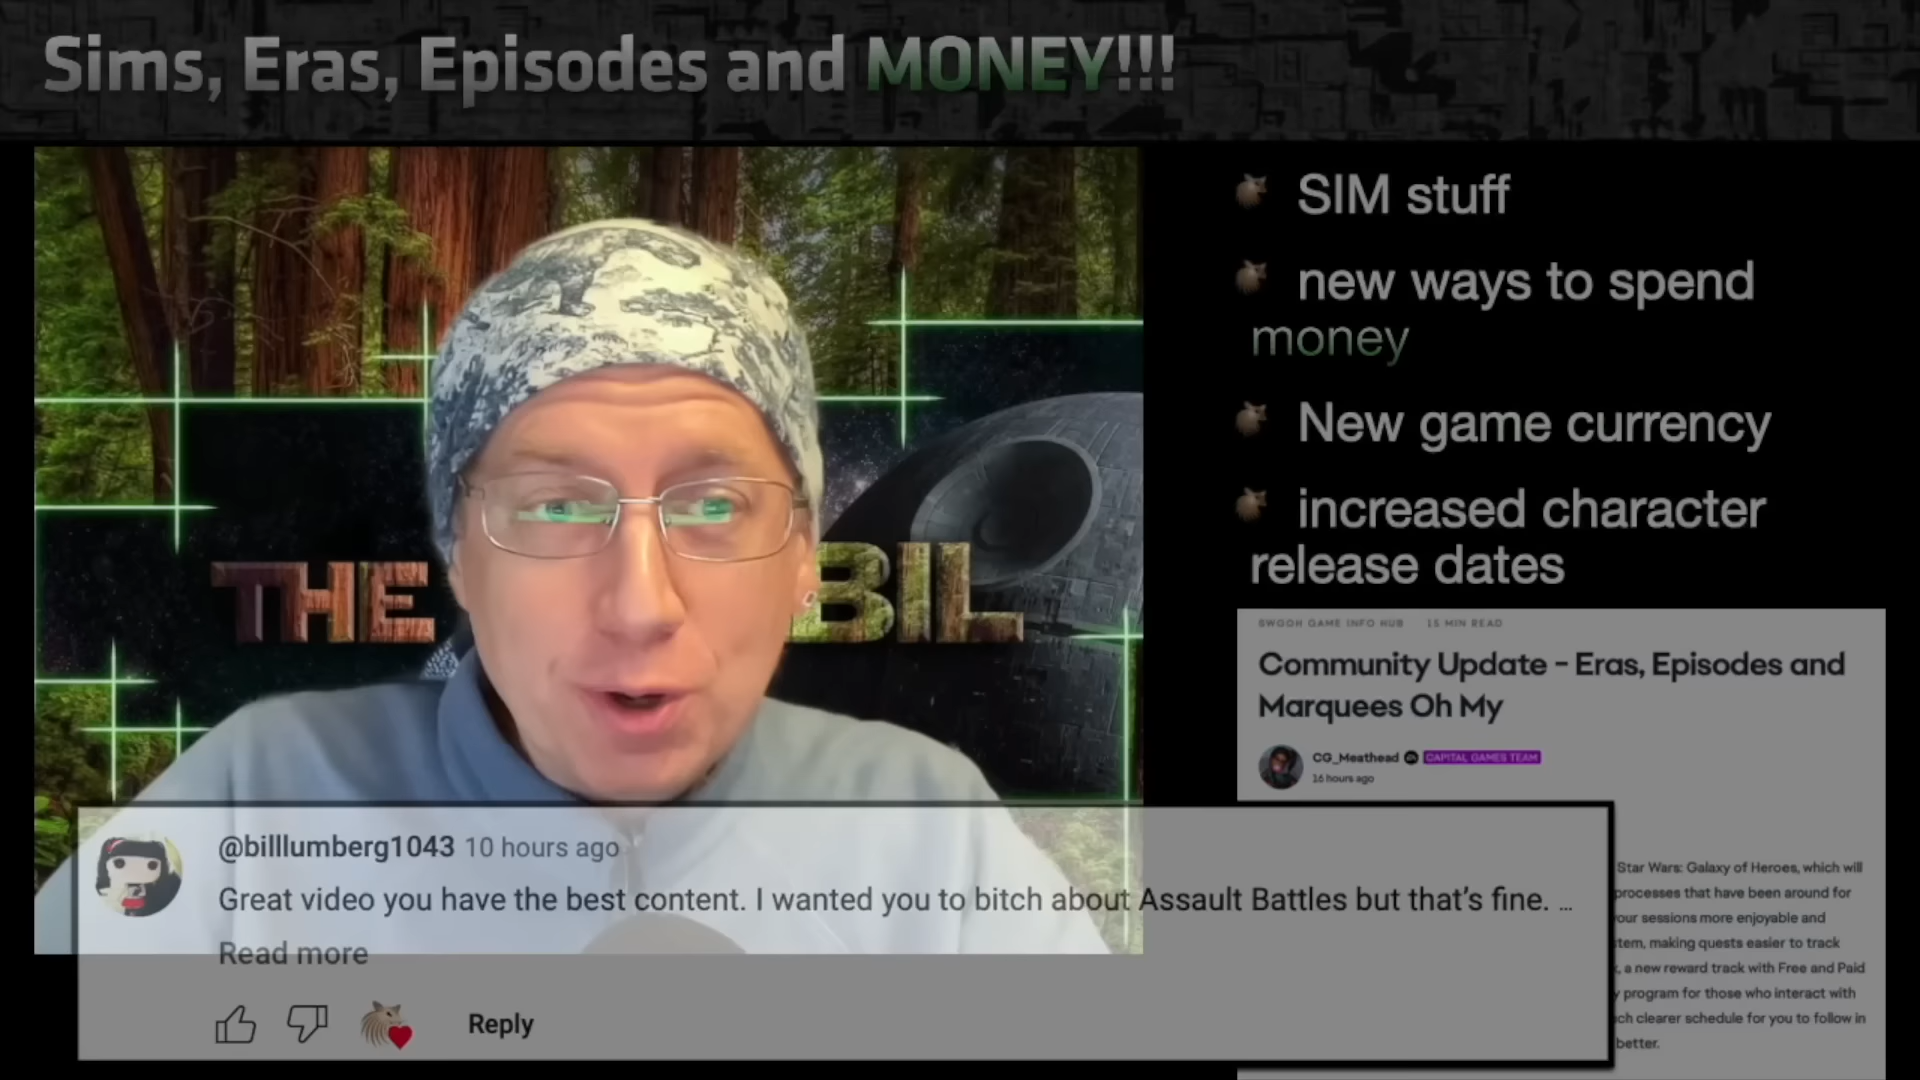 Sims, Eras, Episodes and MONEY!!!
SIM stuff
new ways to spend
money
New game currency
increased character
release dates
THE
BIL
SWGOH GAME INFO HUB 15 MIN READ
Community Update - Eras, Episodes and
Marquees Oh My
CG_Meathead CAPITAL GAMES TEAM
16 hours ago
@billlumberg1043 10 hours ago
Great video you have the best content. I wanted you to bitch about Assault Battles but that's fine. ...
Read more
Reply
Star Wars: Galaxy of Heroes, which will
processes that have been around for
our sessions more enjoyable and
tem, making quests easier to track
, a new reward track with Free and Paid
y program for those who interact with
ch clearer schedule for you to follow in
better.